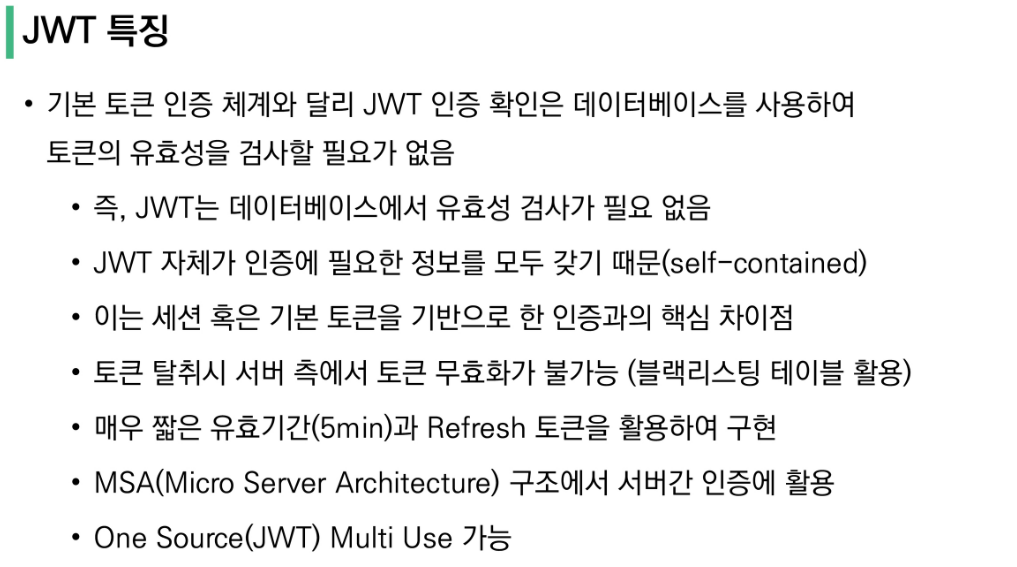 JWT 특징
• 기본 토큰 인증 체계와 달리 JWT 인증 확인은 데이터베이스를 사용하여
토큰의 유효성을 검사할 필요가 없음
• 즉, JWT는 데이터베이스에서 유효성 검사가 필요 없음
• JWT 자체가 인증에 필요한 정보를 모두 갖기 때문(self-contained)
• 이는 세션 혹은 기본 토큰을 기반으로 한 인증과의 핵심 차이점
• 토큰 탈취시 서버 측에서 토큰 무효화가 불가능 (블랙리스팅 테이블 활용)
• 매우 짧은 유효기간(5min)과 Refresh 토큰을 활용하여 구현
• MSA(Micro Server Architecture) 구조에서 서버간 인증에 활용
• One Source(JWT) Multi Use 가능